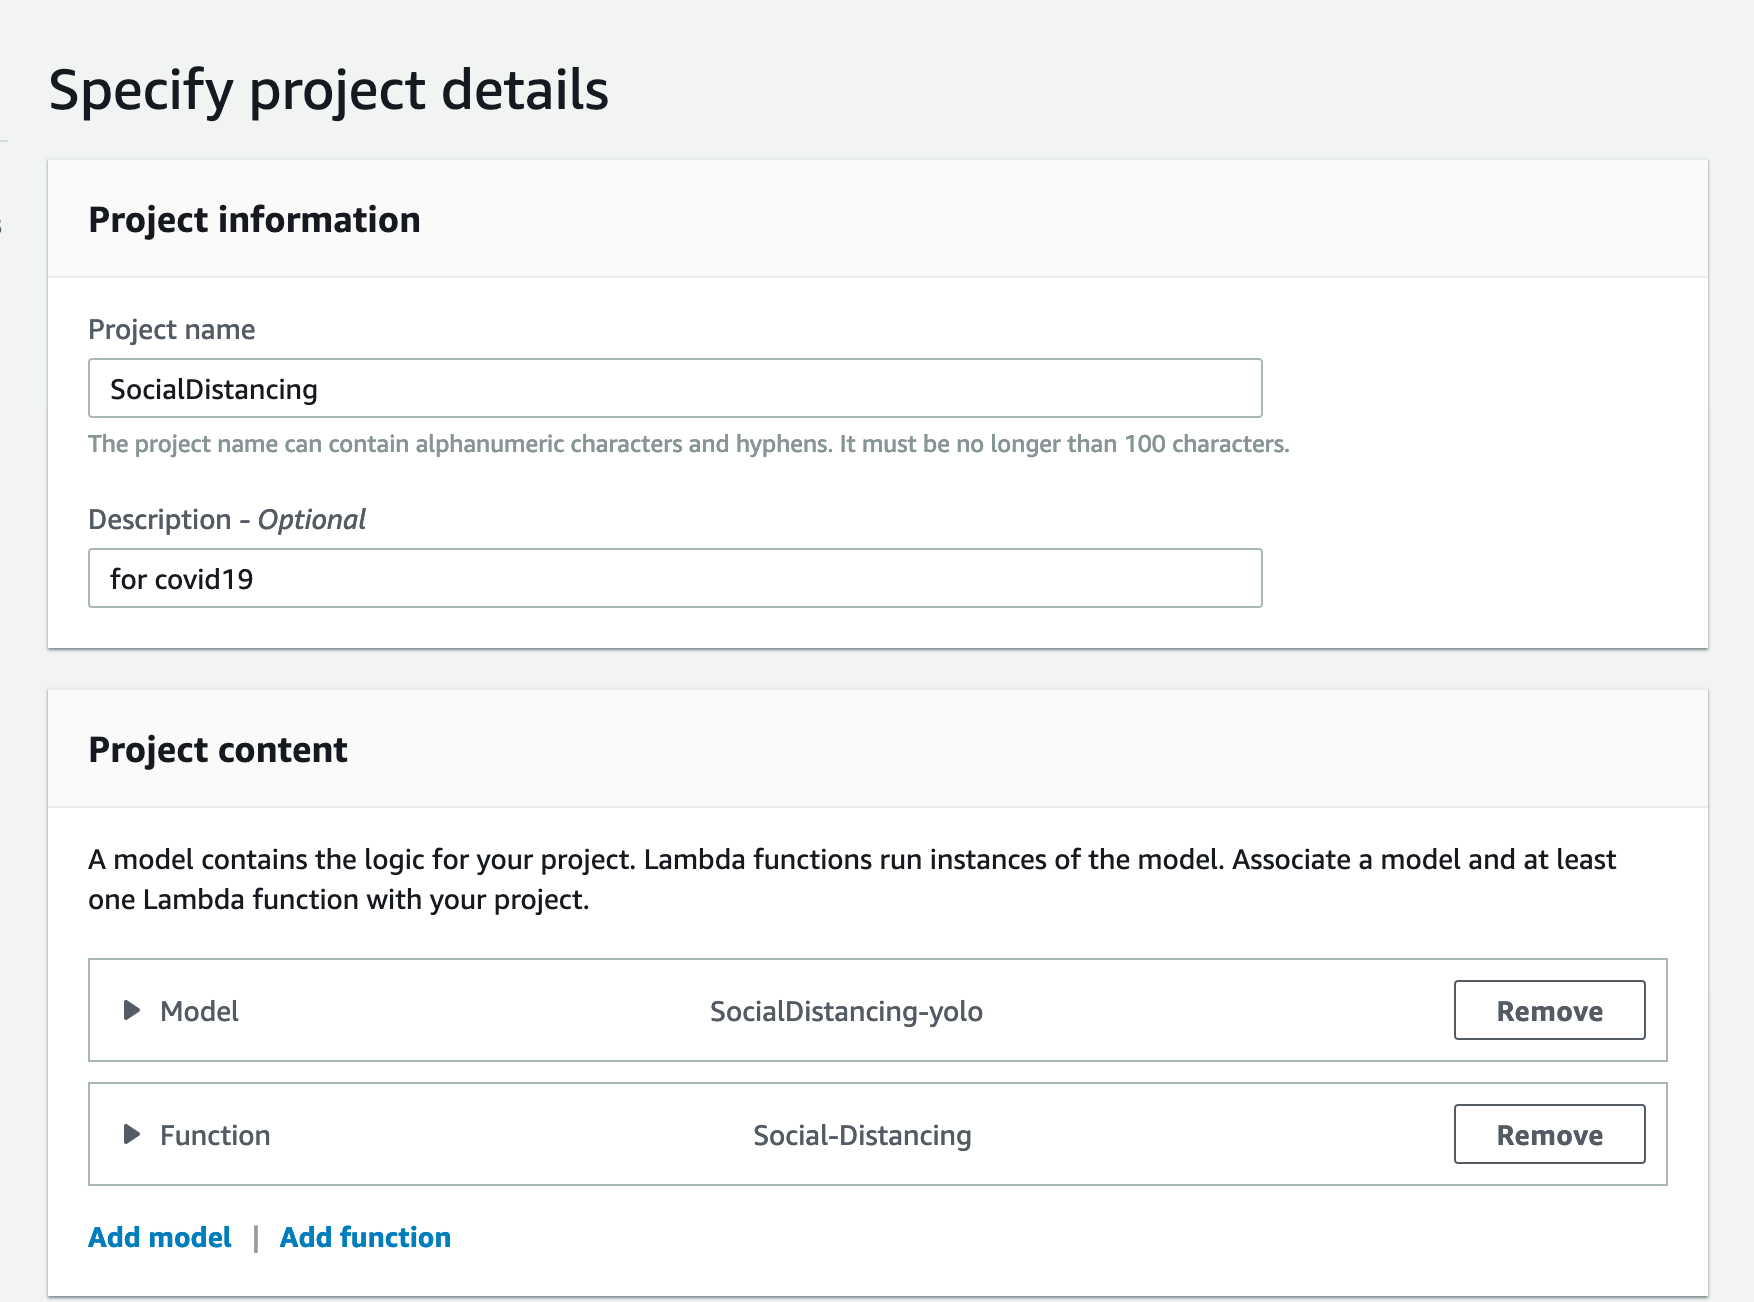 Specify project details
Project information
Project name
SocialDistancing
The project name can contain alphanumeric characters and hyphens. It must be no longer than 100 characters.
Description - Optional
for covid19
Project content
A model contains the logic for your project. Lambda functions run instances of the model. Associate a model and at least
one Lambda function with your project.
Model SocialDistancing-yolo Remove
Function Social-Distancing Remove
Add model | Add function